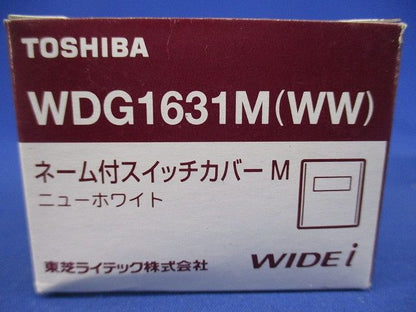 TOSHIBA
WDG1631M(WW)
ネーム付スイッチカバー M
ニューホワイト
東芝ライテック株式会社 WIDE i